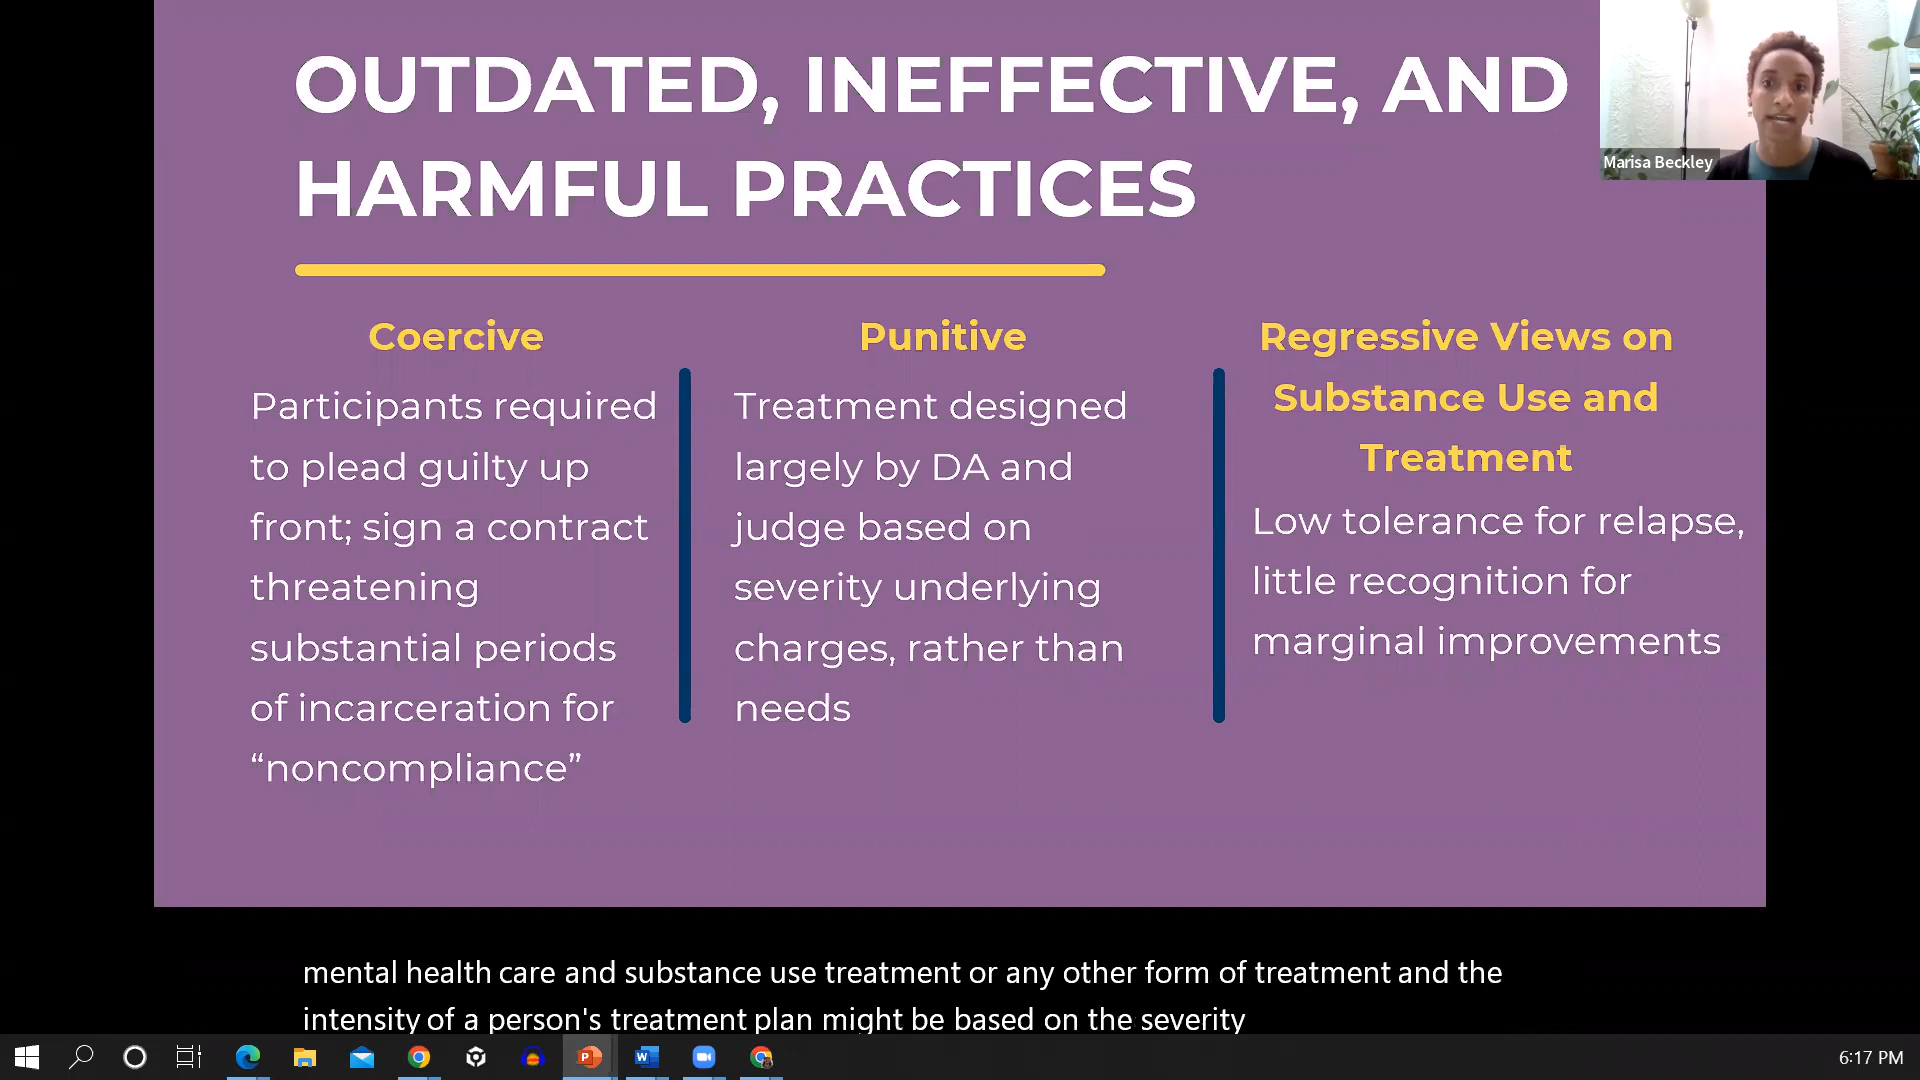 OUTDATED, INEFFECTIVE, AND
HARMFUL PRACTICES
Marisa Beckley
Coercive
Participants required
to plead guilty up
front; sign a contract
threatening
substantial periods
of incarceration for
“noncompliance”
Punitive
Treatment designed
largely by DA and
judge based on
severity underlying
charges, rather than
needs
Regressive Views on
Substance Use and
Treatment
Low tolerance for relapse,
little recognition for
marginal improvements
mental health care and substance use treatment or any other form of treatment and the
intensity of a person's treatment plan might be based on the severity
6:17 PM